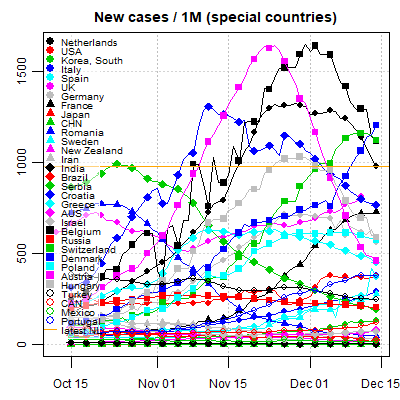 New cases / 1M (special countries)
1500
1000
500
0
Netherlands
USA
Korea, South
Italy
Spain
UK
Germany
France
Japan
CHN
Romania
Sweden
New Zealand
Iran
India
Brazil
Serbia
Croatia
Greece
AUS
Israel
Belgium
Russia
Switzerland
Denmark
Poland
Austria
Hungary
Turkey
CAN
Mexico
Portugal
latest NL
Oct 15
Nov 01
Nov 15
Dec 01
Dec 15